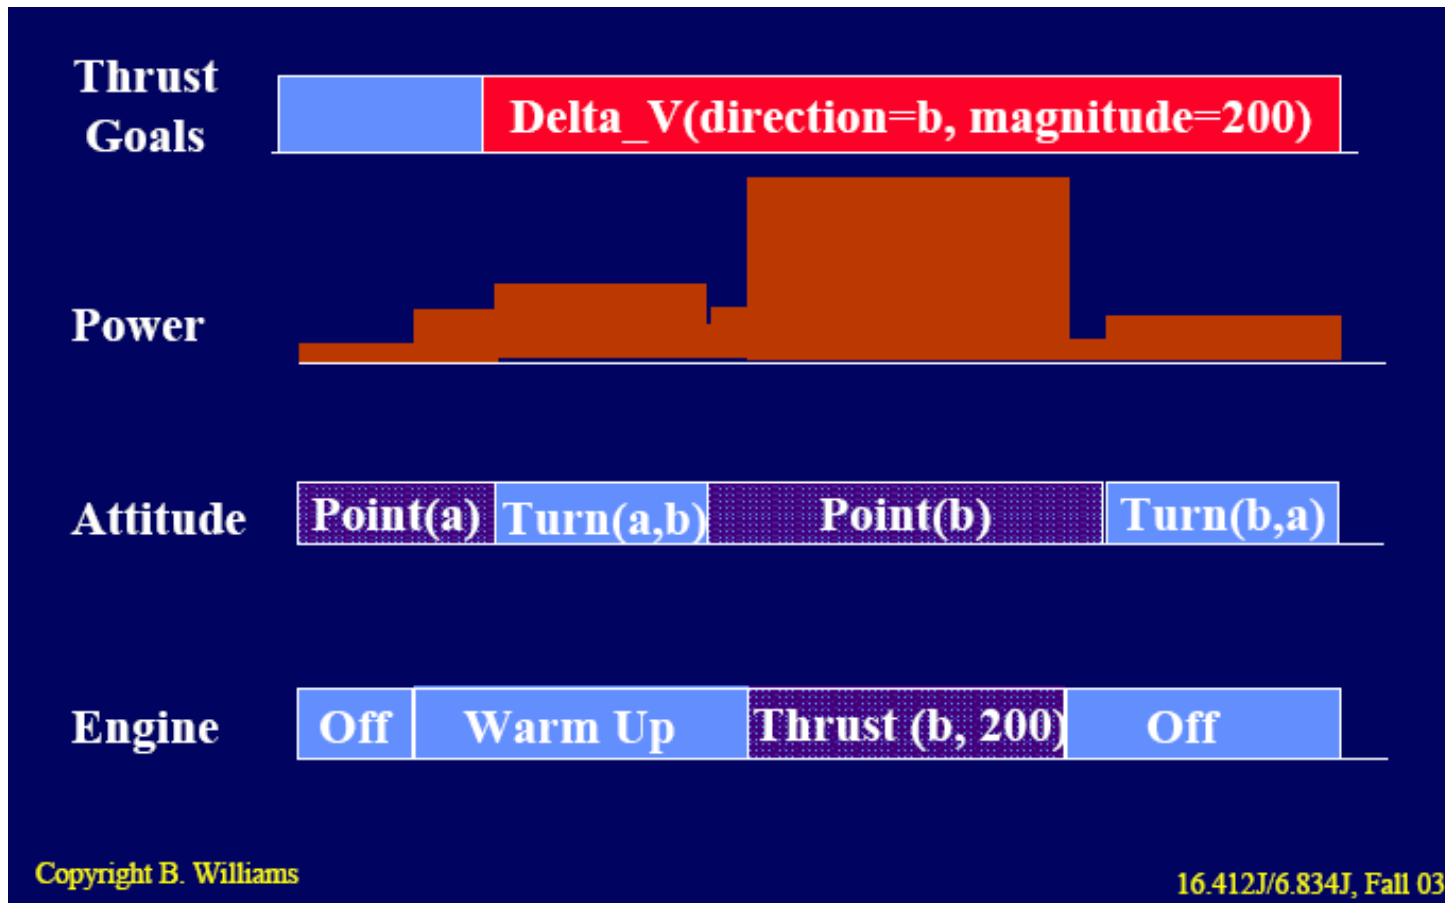 Thrust
Goals
Delta_V(direction=b, magnitude=200)
Power
Attitude
Point(a)
Turn(a,b)
Point(b)
Turn(b,a)
Engine
Off
Warm Up
Thrust (b, 200)
Off
Copyright B. Williams
16.412J/6.834J, Fall 03